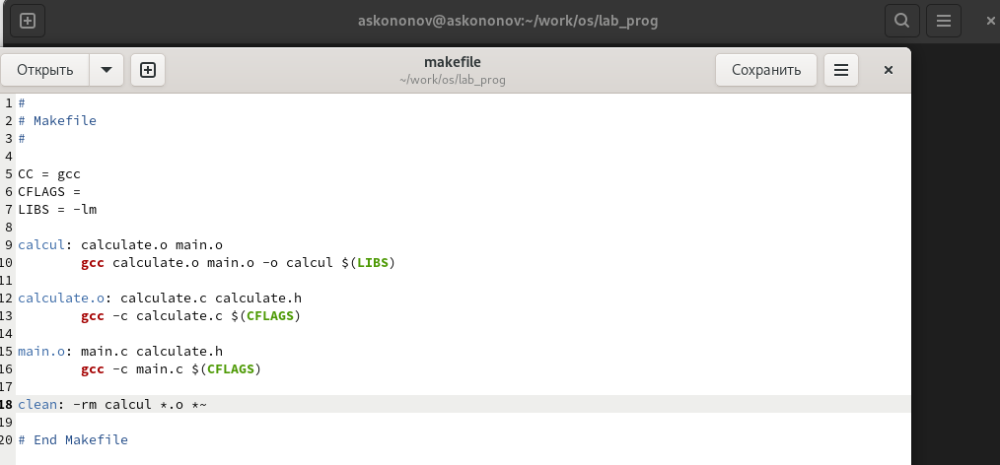 askononov@askononov:~/work/os/lab_prog
Открыть
makefile
~/work/os/lab_prog
Сохранить
1 #
2 # Makefile
3 #
4
5 CC = gcc
6 CFLAGS =
7 LIBS = -lm
8
9 calcul: calculate.o main.o
10 gcc calculate.o main.o -o calcul $(LIBS)
11
12 calculate.o: calculate.c calculate.h
13 gcc -c calculate.c $(CFLAGS)
14
15 main.o: main.c calculate.h
16 gcc -c main.c $(CFLAGS)
17
18 clean: -rm calcul *.o *~
19
20 # End Makefile